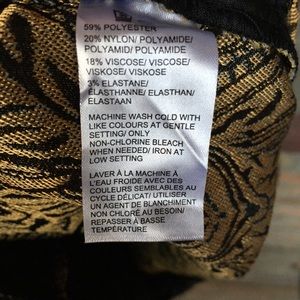 59% POLYESTER
20% NYLON/ POLYAMIDE/
POLYAMID/ POLYAMIDE
18% VISCOSE/ VISCOSE/
VISKOSE/ VISKOSE
3% ELASTANE/
ÉLASTHANNE/ ELASTHAN/
ELASTAAN
MACHINE WASH COLD WITH
LIKE COLOURS AT GENTLE
SETTING/ ONLY
NON-CHLORINE BLEACH
WHEN NEEDED/ IRON AT
LOW SETTING
LAVER À LA MACHINE À
L'EAU FROIDE AVEC DES
COULEURS SEMBLABLES AU
CYCLE DÉLICAT/ UTILISER
UN AGENT DE BLANCHIMENT
NON CHLORÉ AU BESOIN/
REPASSER À BASSE
TEMPÉRATURE